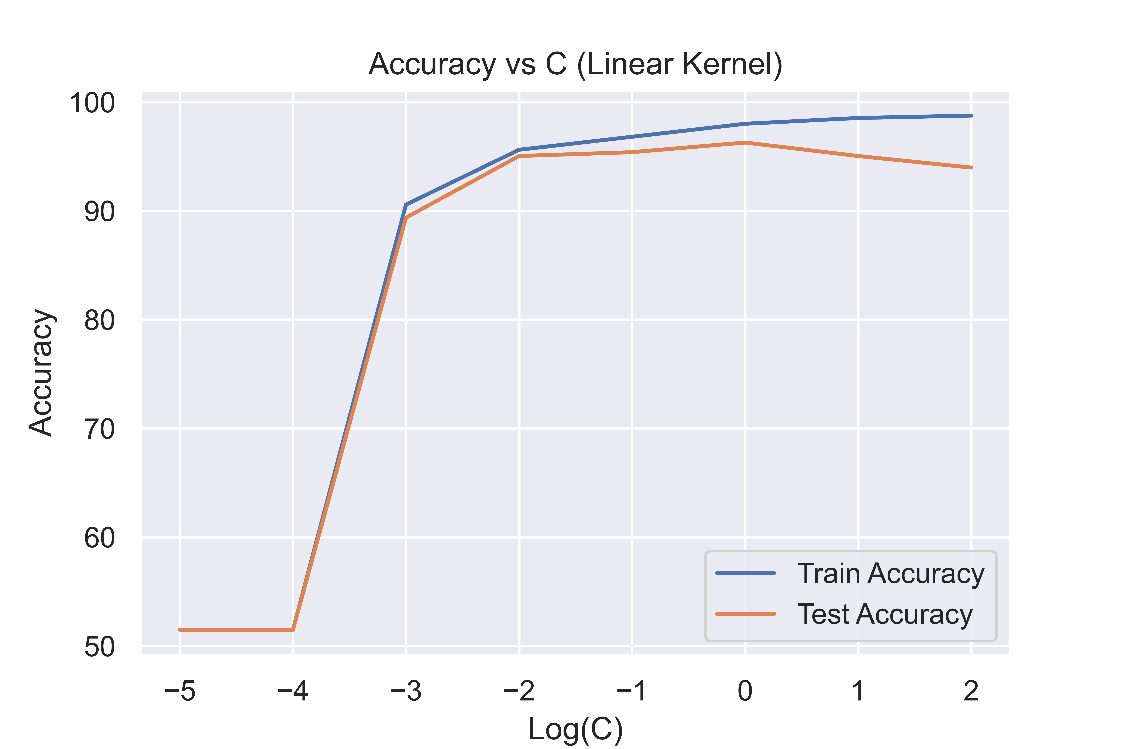 Accuracy vs C (Linear Kernel)
100
90
80
70
60
50
Accuracy
Train Accuracy
Test Accuracy
−5 −4 −3 −2 −1 0 1 2
Log(C)